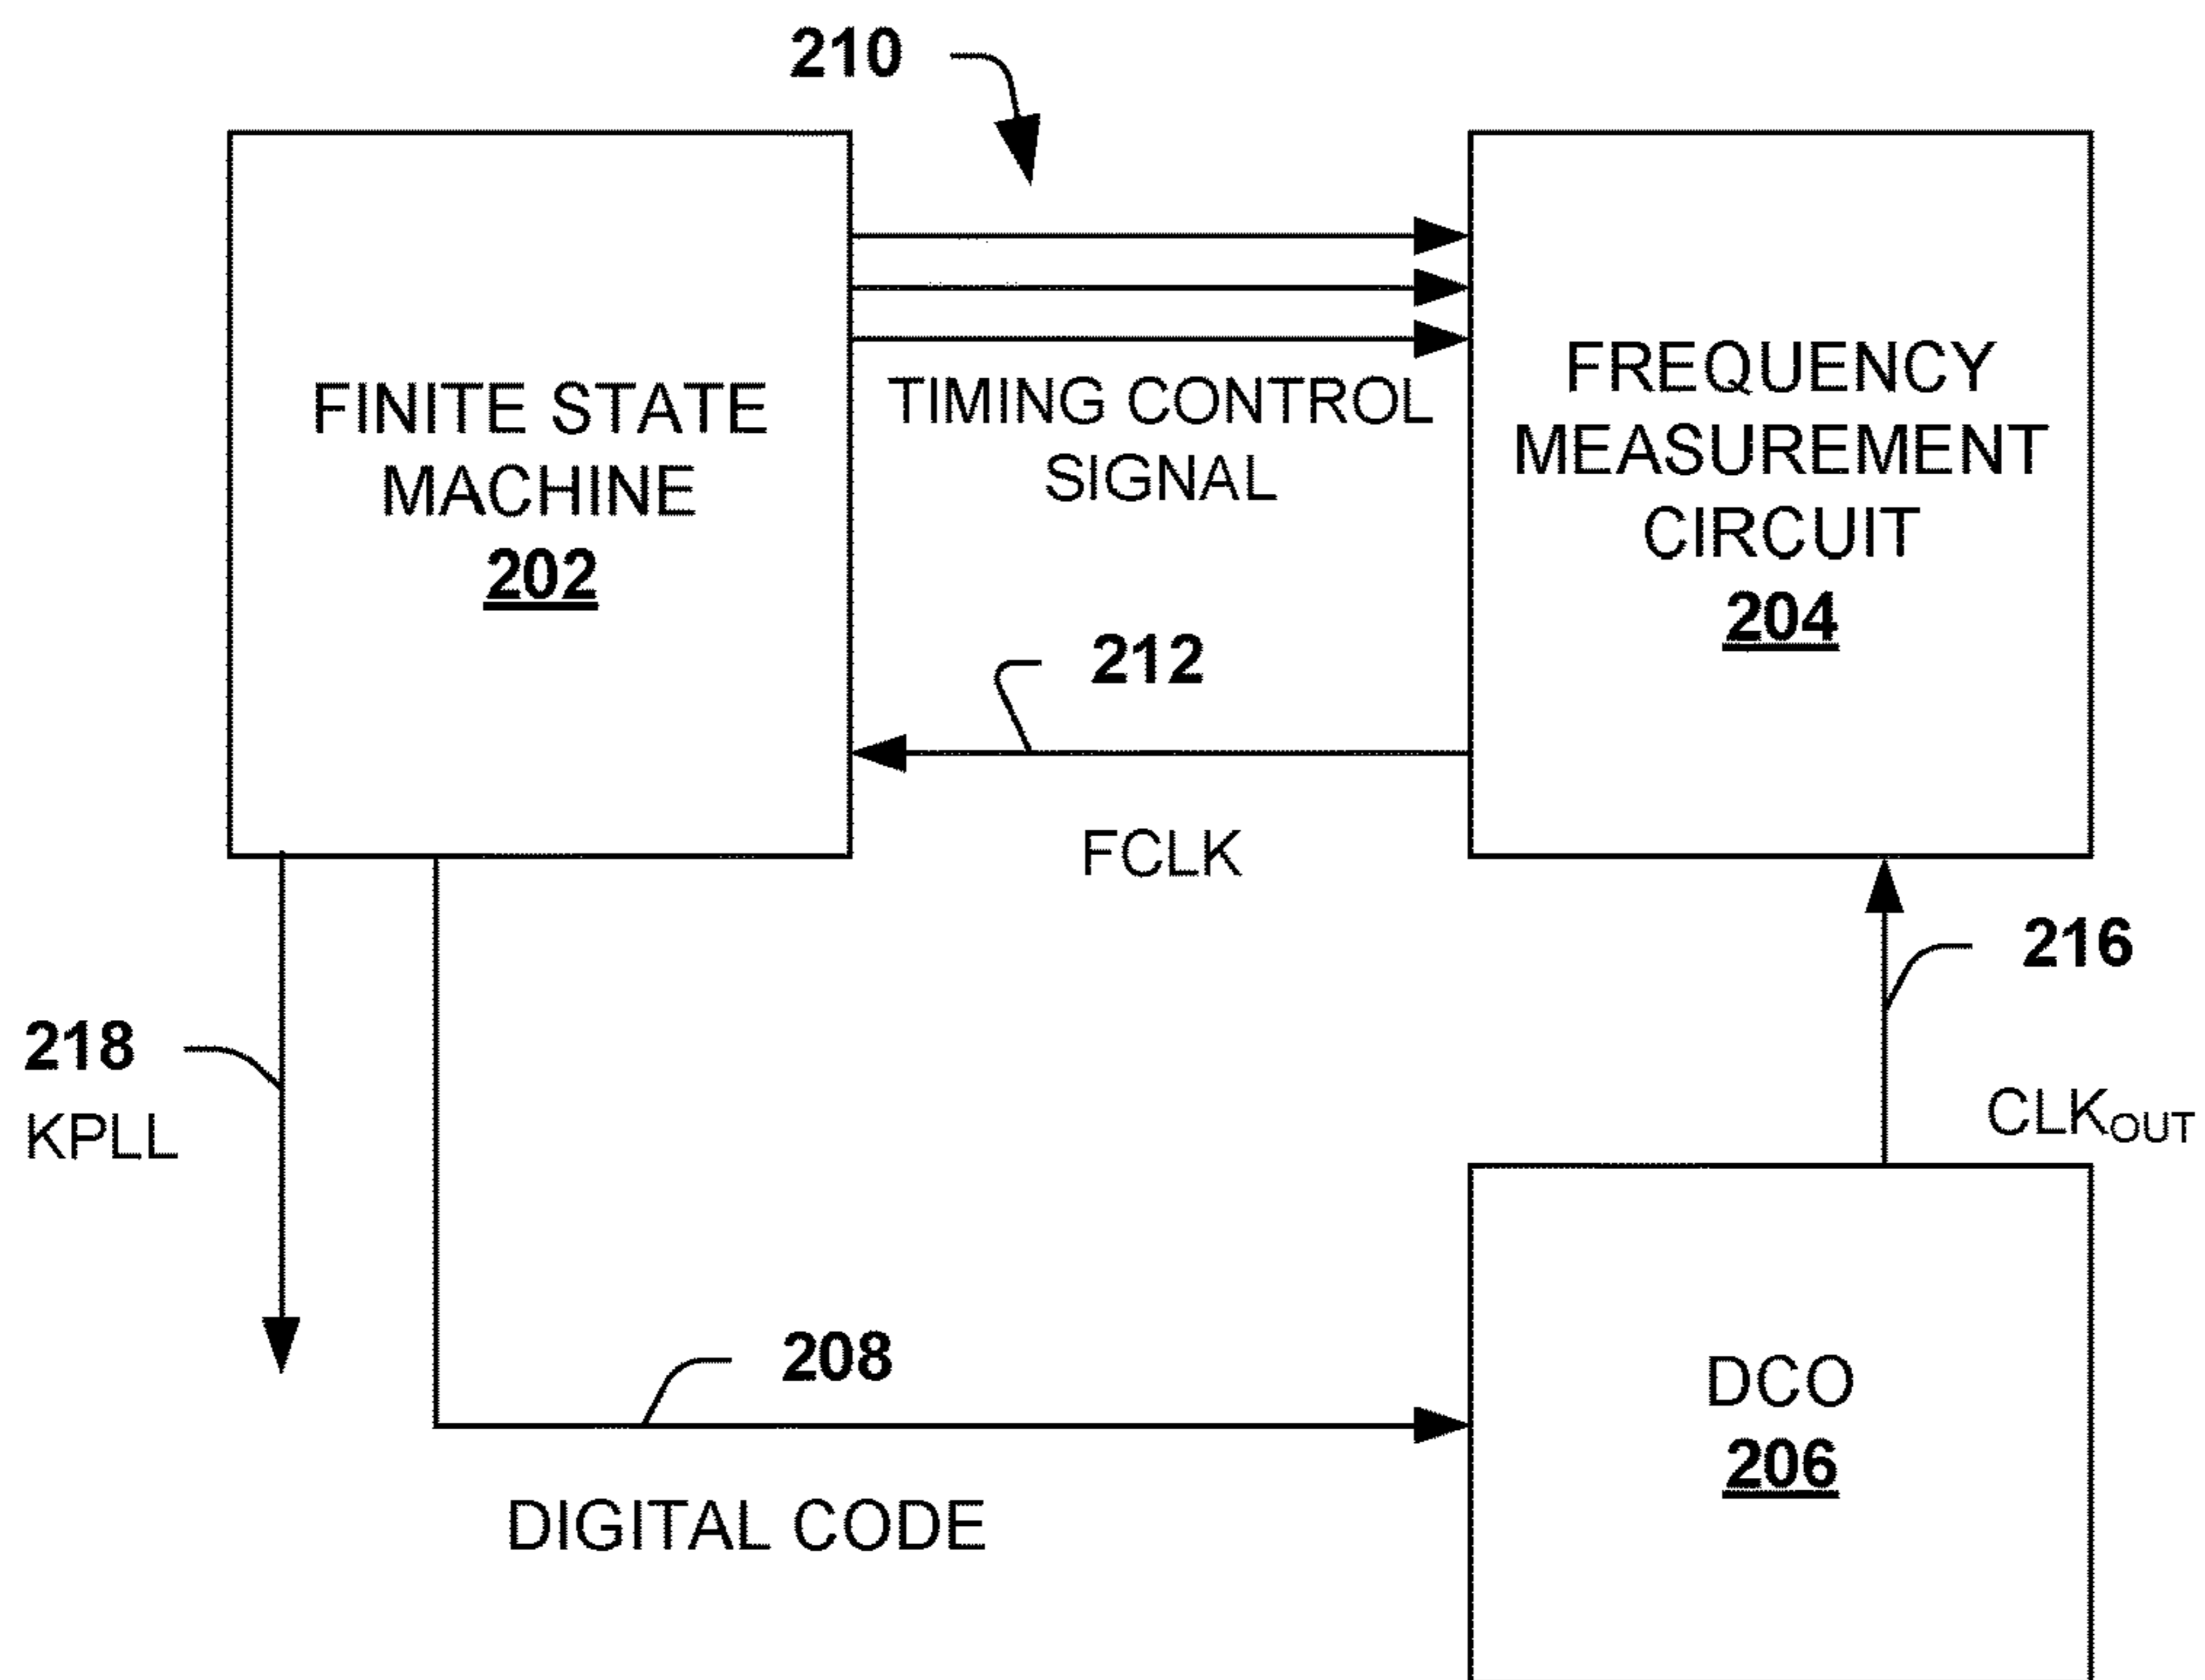 210
FINITE STATE
MACHINE
202
TIMING CONTROL
SIGNAL
FREQUENCY
MEASUREMENT
CIRCUIT
204
212
FCLK
216
CLKOUT
218
KPLL
208
DIGITAL CODE
DCO
206